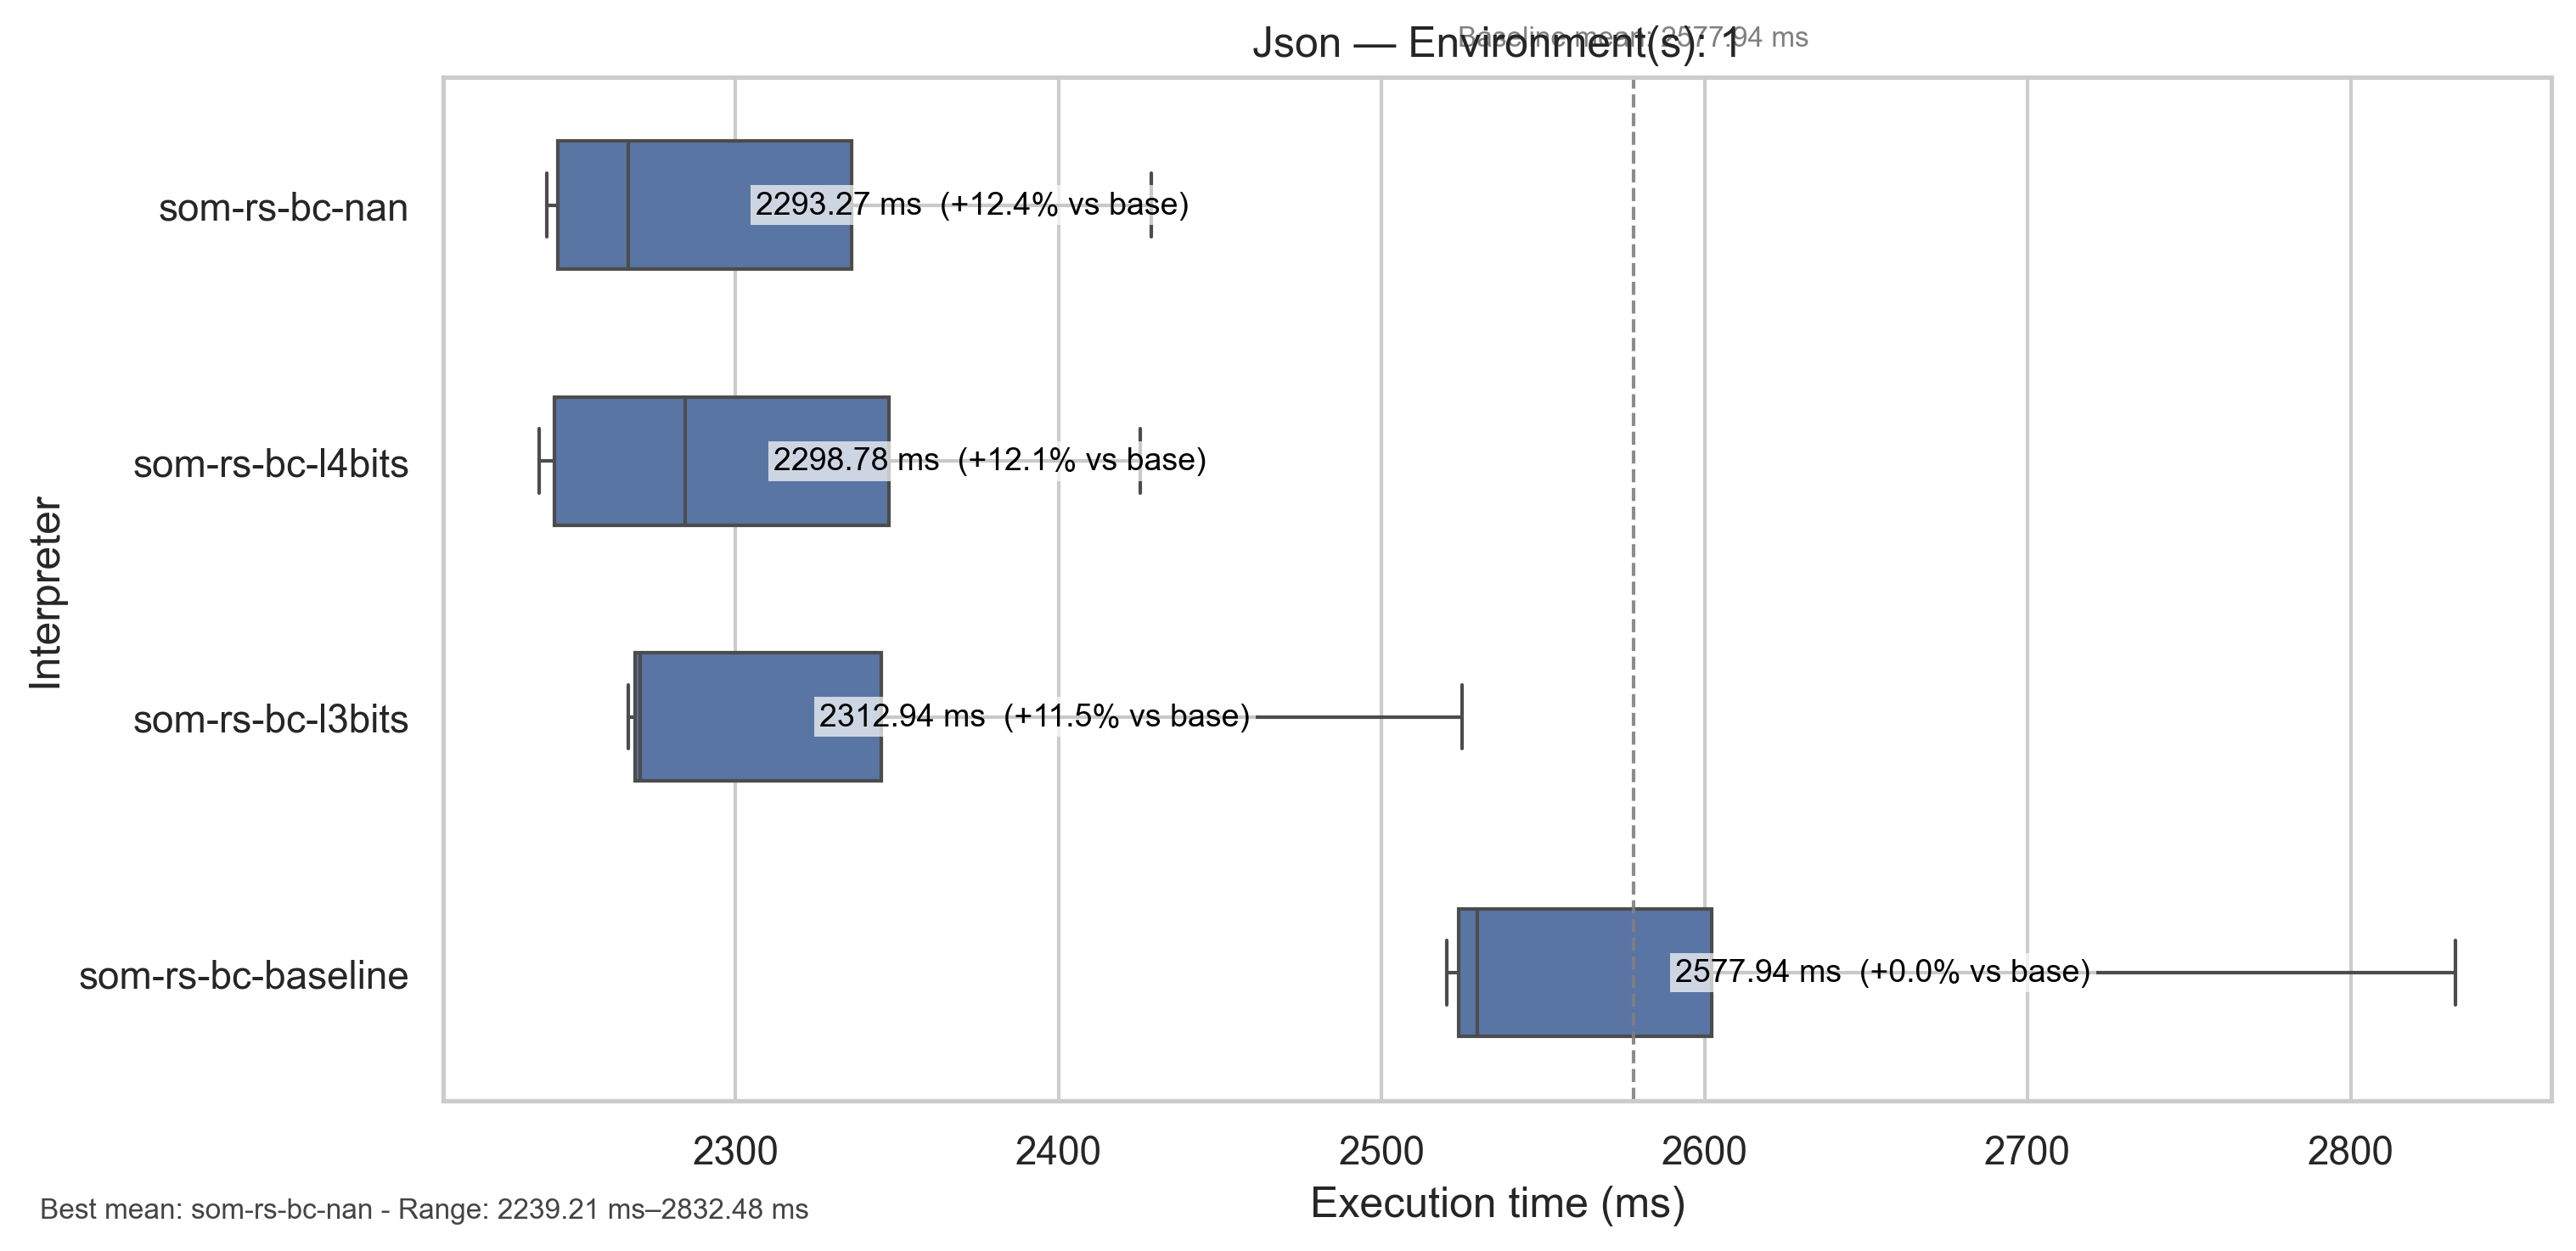 Baseline mean: 2577.94 ms
Json — Environment(s): 1
som-rs-bc-nan
2293.27 ms (+12.4% vs base)
som-rs-bc-l4bits
2298.78 ms (+12.1% vs base)
som-rs-bc-l3bits
2312.94 ms (+11.5% vs base)
som-rs-bc-baseline
2577.94 ms (+0.0% vs base)
Interpreter
2300 2400 2500 2600 2700 2800
Execution time (ms)
Best mean: som-rs-bc-nan - Range: 2239.21 ms–2832.48 ms